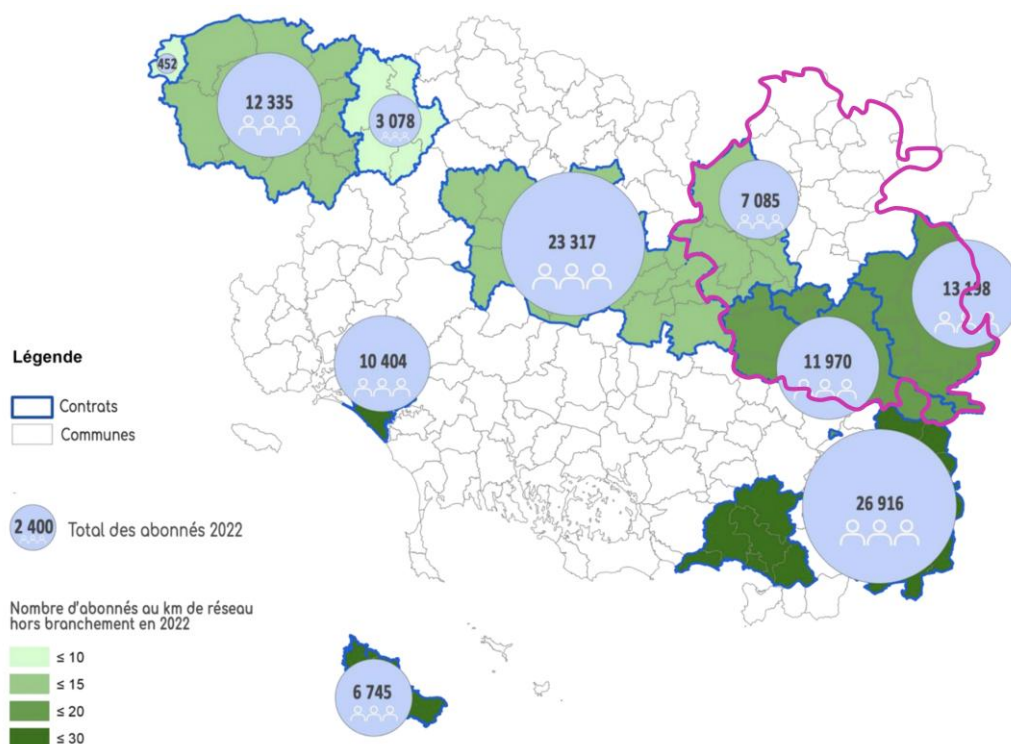 452
12 335
3 078
7 085
23 317
13 198
10 404
11 970
Légende
Contrats
Communes
26 916
2 400 Total des abonnés 2022
Nombre d'abonnés au km de réseau
hors branchement en 2022
≤ 10
≤ 15
≤ 20
≤ 30
6 745